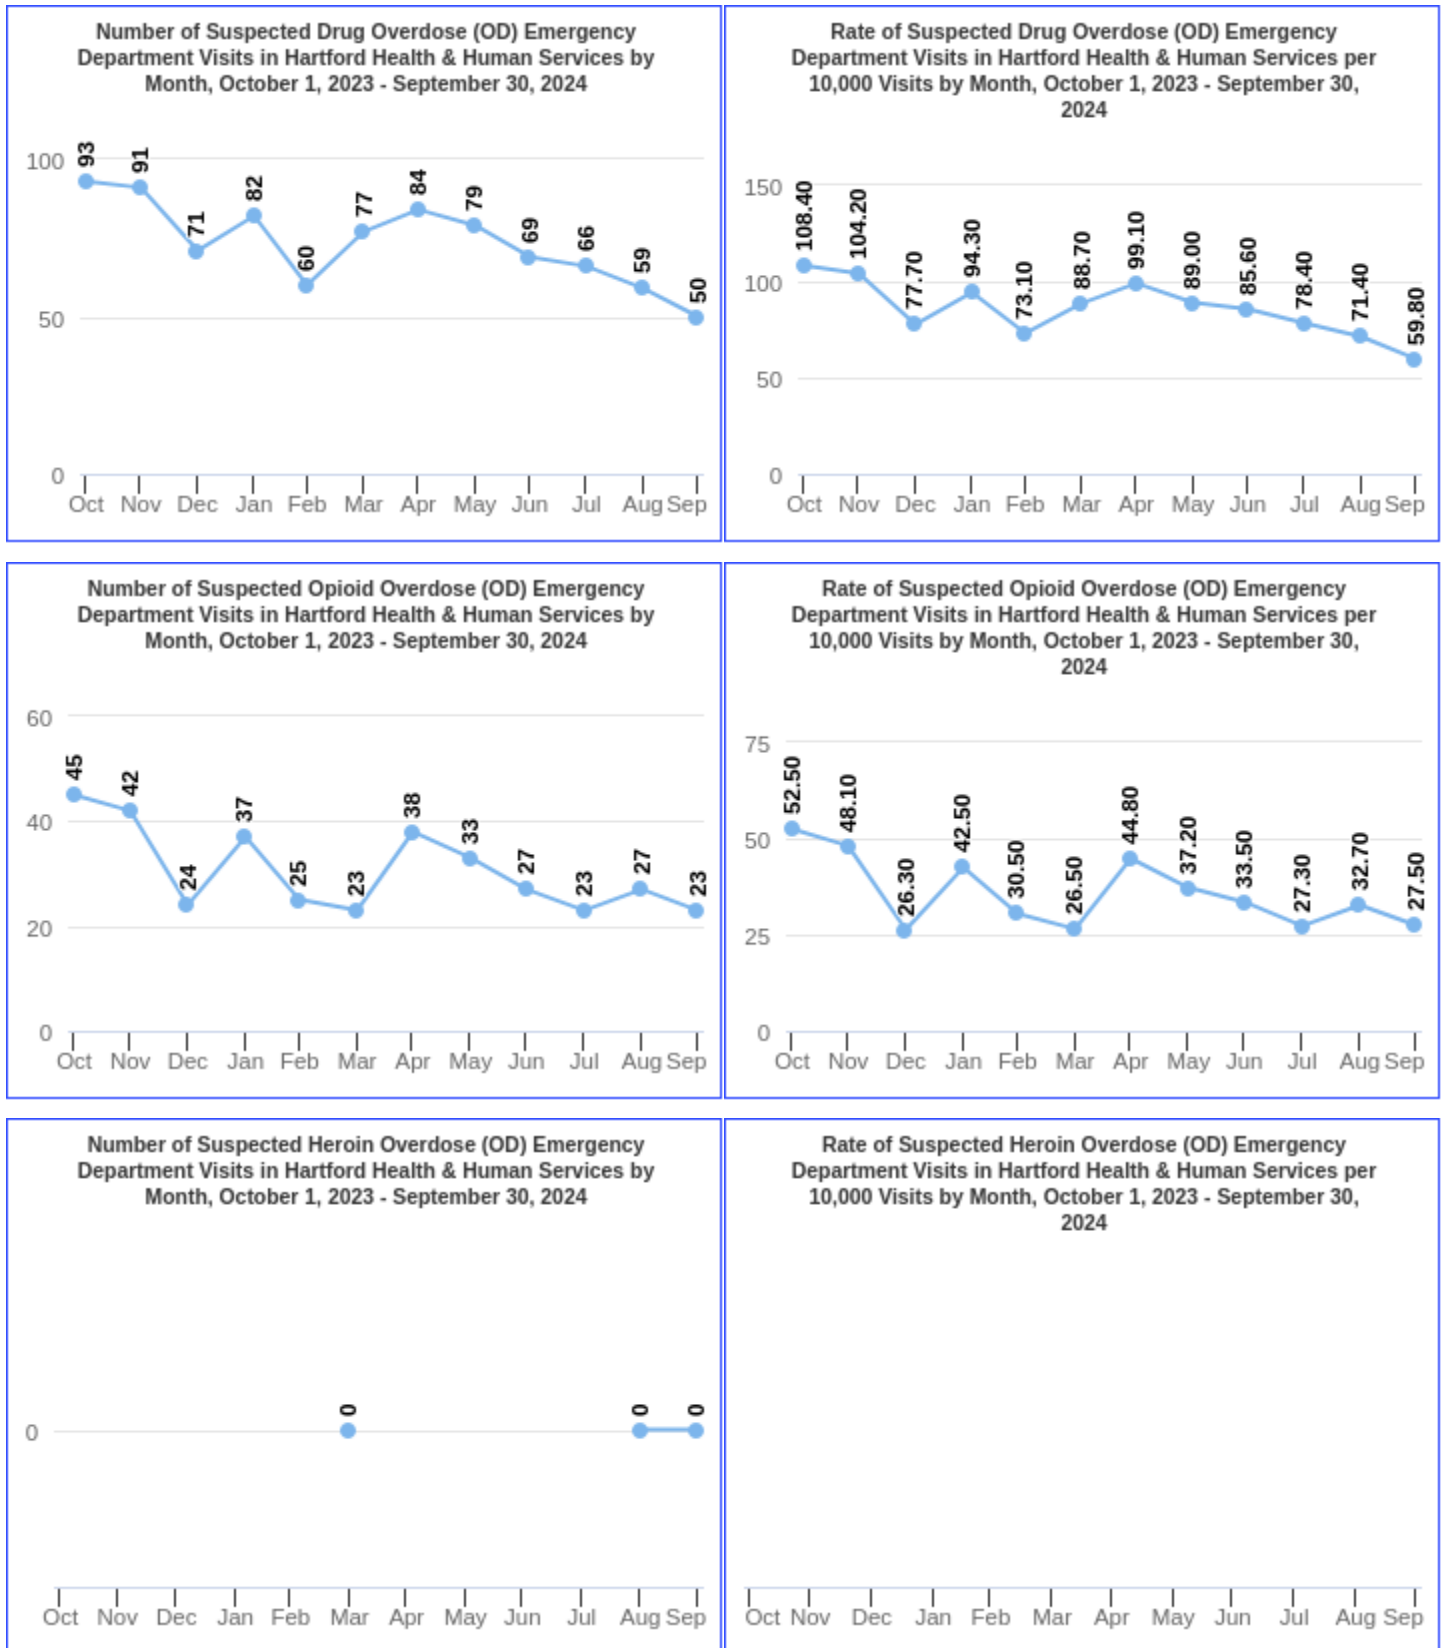 Number of Suspected Drug Overdose (OD) Emergency
Department Visits in Hartford Health & Human Services by
Month, October 1, 2023 - September 30, 2024
100
50
0
93
91
71
82
60
77
84
79
69
66
59
50
Oct Nov Dec Jan Feb Mar Apr May Jun Jul Aug Sep
Rate of Suspected Drug Overdose (OD) Emergency
Department Visits in Hartford Health & Human Services per
10,000 Visits by Month, October 1, 2023 - September 30,
2024
150
100
50
0
108.40
104.20
77.70
94.30
73.10
88.70
99.10
89.00
85.60
78.40
71.40
59.80
Oct Nov Dec Jan Feb Mar Apr May Jun Jul Aug Sep
Number of Suspected Opioid Overdose (OD) Emergency
Department Visits in Hartford Health & Human Services by
Month, October 1, 2023 - September 30, 2024
60
40
20
0
45
42
24
37
25
23
38
33
27
23
27
23
Oct Nov Dec Jan Feb Mar Apr May Jun Jul Aug Sep
Rate of Suspected Opioid Overdose (OD) Emergency
Department Visits in Hartford Health & Human Services per
10,000 Visits by Month, October 1, 2023 - September 30,
2024
75
50
25
0
52.50
48.10
26.30
42.50
30.50
26.50
44.80
37.20
33.50
27.30
32.70
27.50
Oct Nov Dec Jan Feb Mar Apr May Jun Jul Aug Sep
Number of Suspected Heroin Overdose (OD) Emergency
Department Visits in Hartford Health & Human Services by
Month, October 1, 2023 - September 30, 2024
0
0
0
0
Oct Nov Dec Jan Feb Mar Apr May Jun Jul Aug Sep
Rate of Suspected Heroin Overdose (OD) Emergency
Department Visits in Hartford Health & Human Services per
10,000 Visits by Month, October 1, 2023 - September 30,
2024
Oct Nov Dec Jan Feb Mar Apr May Jun Jul Aug Sep